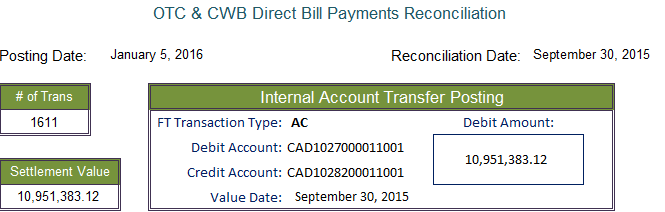 OTC & CWB Direct Bill Payments Reconciliation
Posting Date: January 5, 2016 Reconciliation Date: September 30, 2015
# of Trans
1611
Settlement Value
10,951,383.12
Internal Account Transfer Posting
FT Transaction Type: AC Debit Amount:
Debit Account: CAD1027000011001 10,951,383.12
Credit Account: CAD1028200011001
Value Date: September 30, 2015